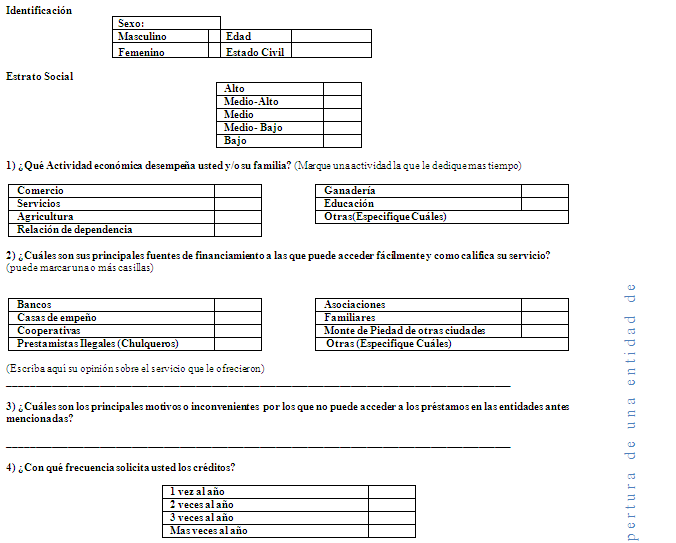 Identificación
Sexo:
Masculino Edad
Femenino Estado Civil
Estrato Social
Alto
Medio-Alto
Medio
Medio- Bajo
Bajo
1) ¿Qué Actividad económica desempeña usted y/o su familia? (Marque una actividad la que le dedique mas tiempo)
Comercio
Servicios
Agricultura
Relación de dependencia
Ganadería
Educación
Otras(Especifique Cuáles)
2) ¿Cuáles son sus principales fuentes de financiamiento a las que puede acceder fácilmente y como califica su servicio?
(puede marcar una o más casillas)
Bancos
Casas de empeño
Cooperativas
Prestamistas Ilegales (Chulqueros)
Asociaciones
Familiares
Monte de Piedad de otras ciudades
Otras (Especifique Cuáles)
(Escriba aquí su opinión sobre el servicio que le ofrecieron)
3) ¿Cuáles son los principales motivos o inconvenientes por los que no puede acceder a los préstamos en las entidades antes
mencionadas?
4) ¿Con qué frecuencia solicita usted los créditos?
1 vez al año
2 veces al año
3 veces al año
Mas veces al año
pertura de una entidad de